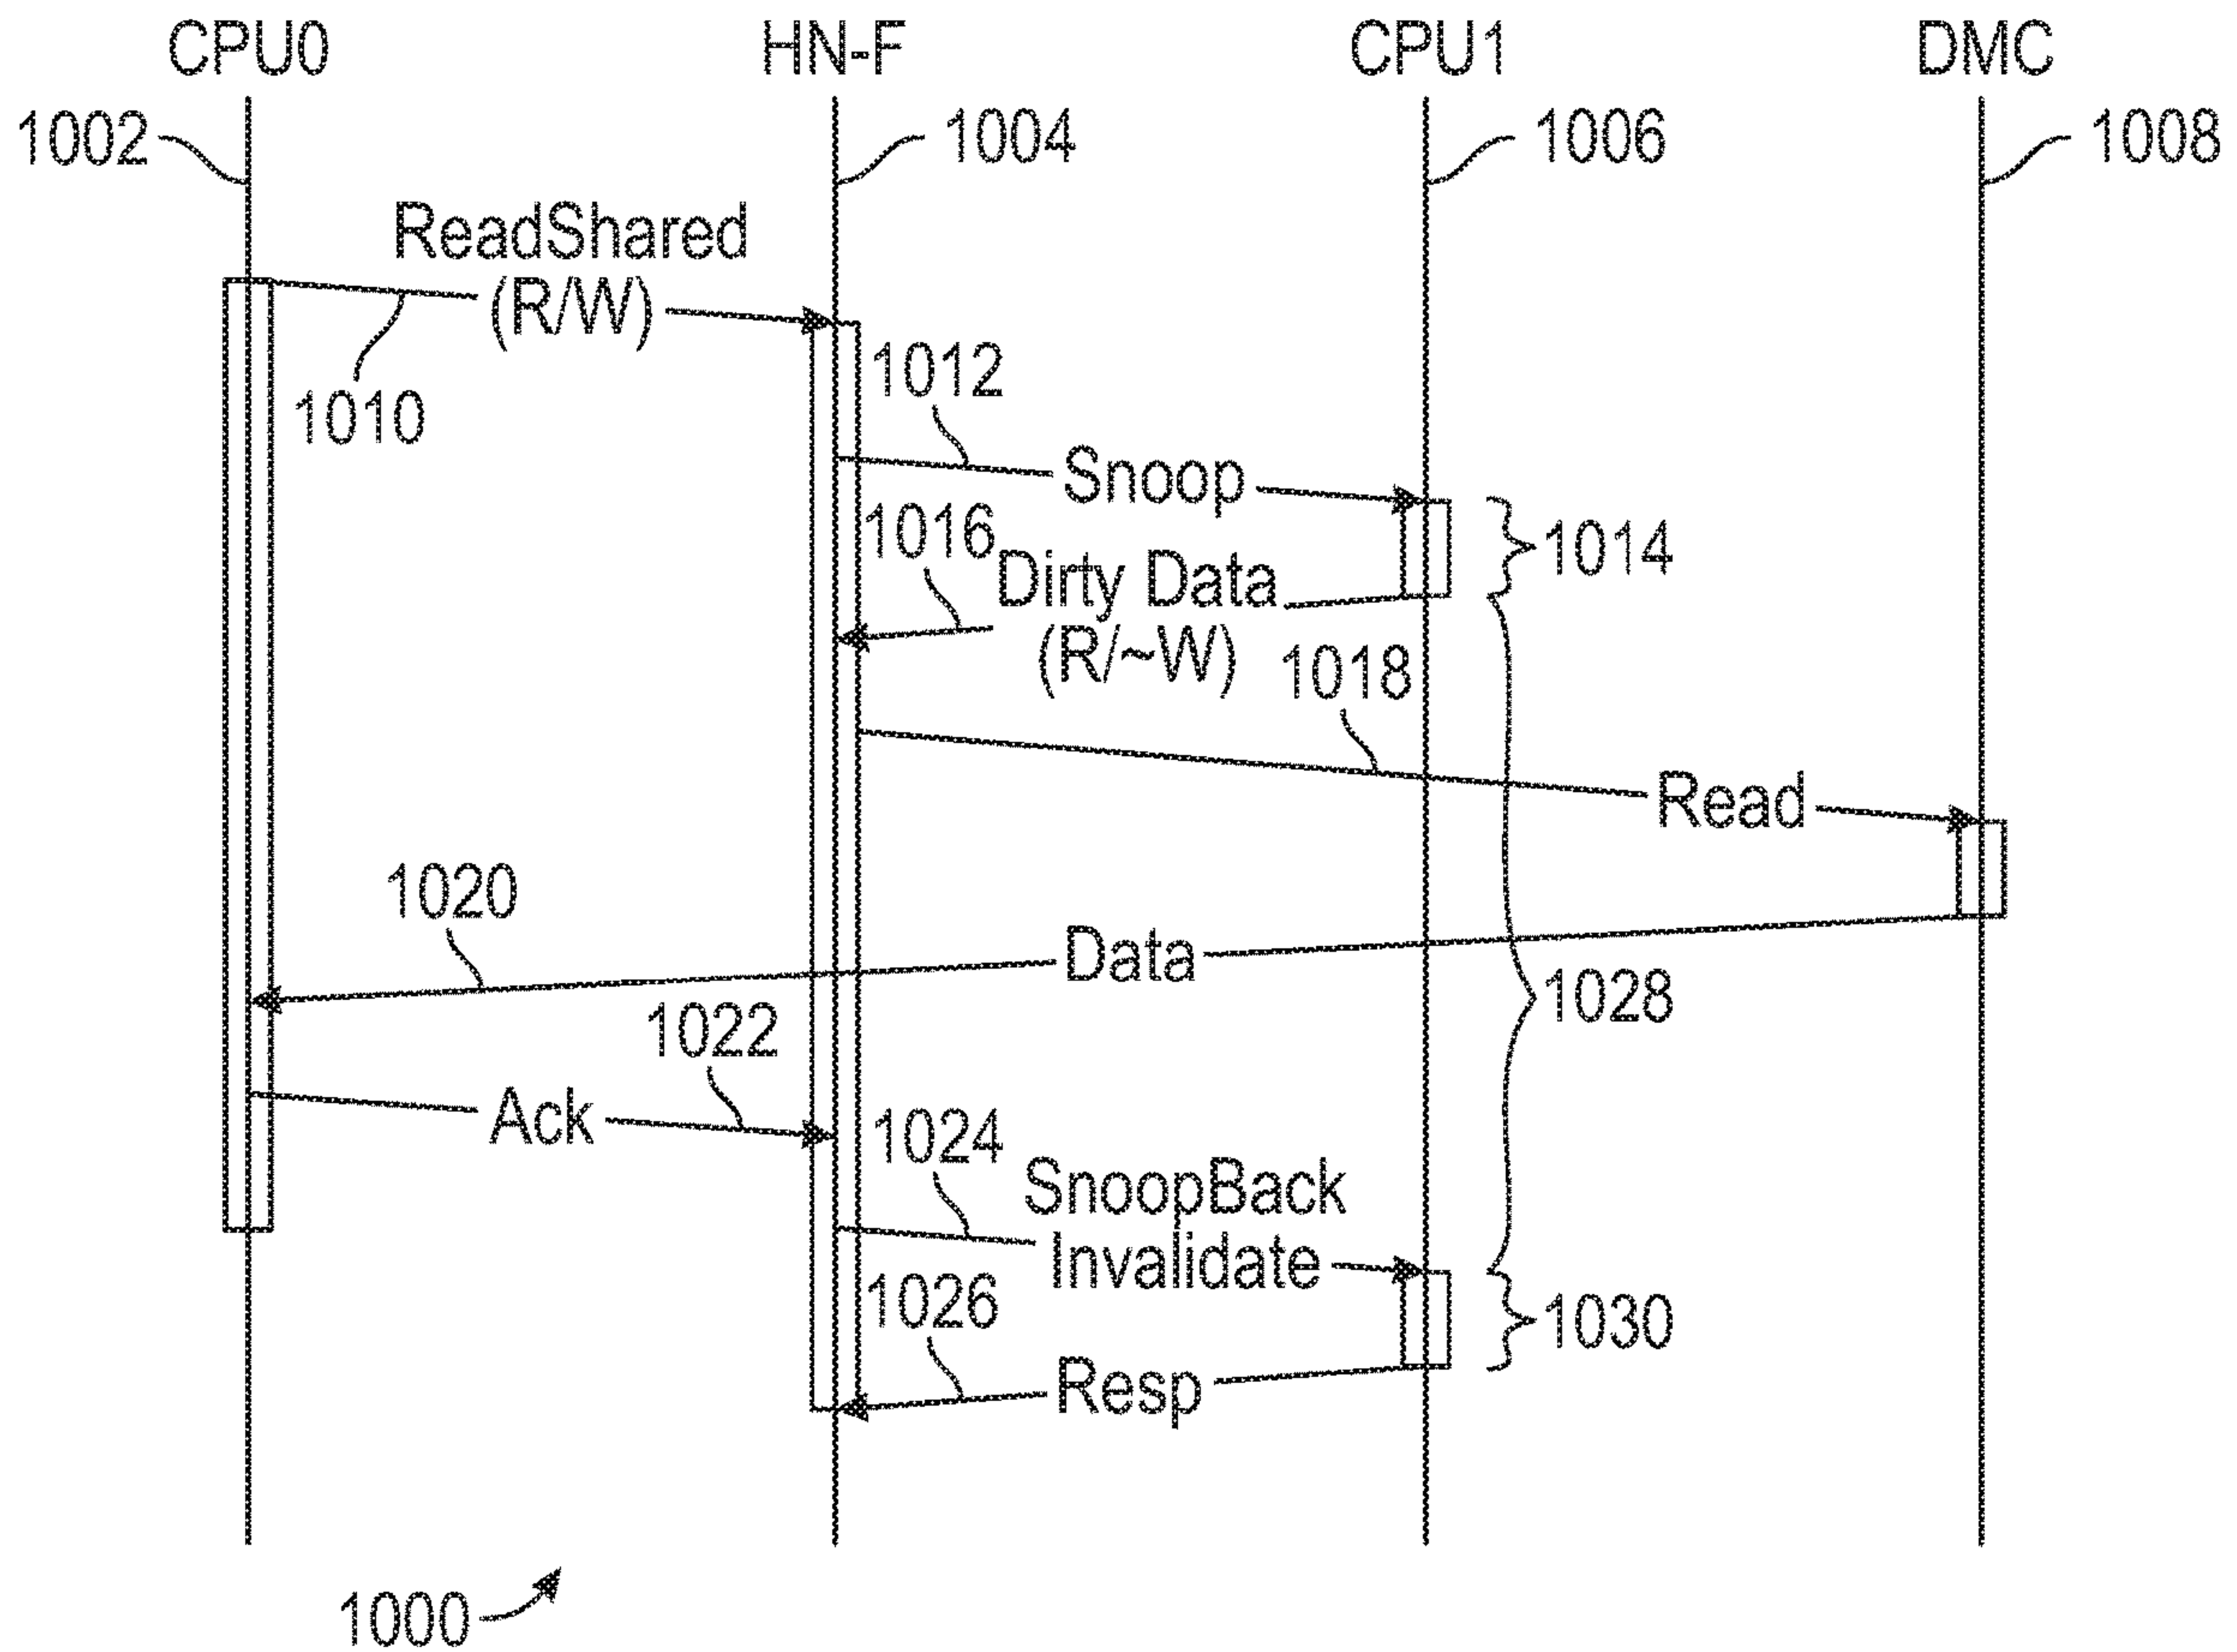 CPU0 HN-F CPU1 DMC
1002 1004 1006 1008
ReadShared
(R/W)
1010
1012
Snoop
1014
1016
Dirty Data
(R/~W)
1018
Read
1020
Data
1028
1022
Ack
1024
SnoopBack
Invalidate
1026
1030
Resp
1000